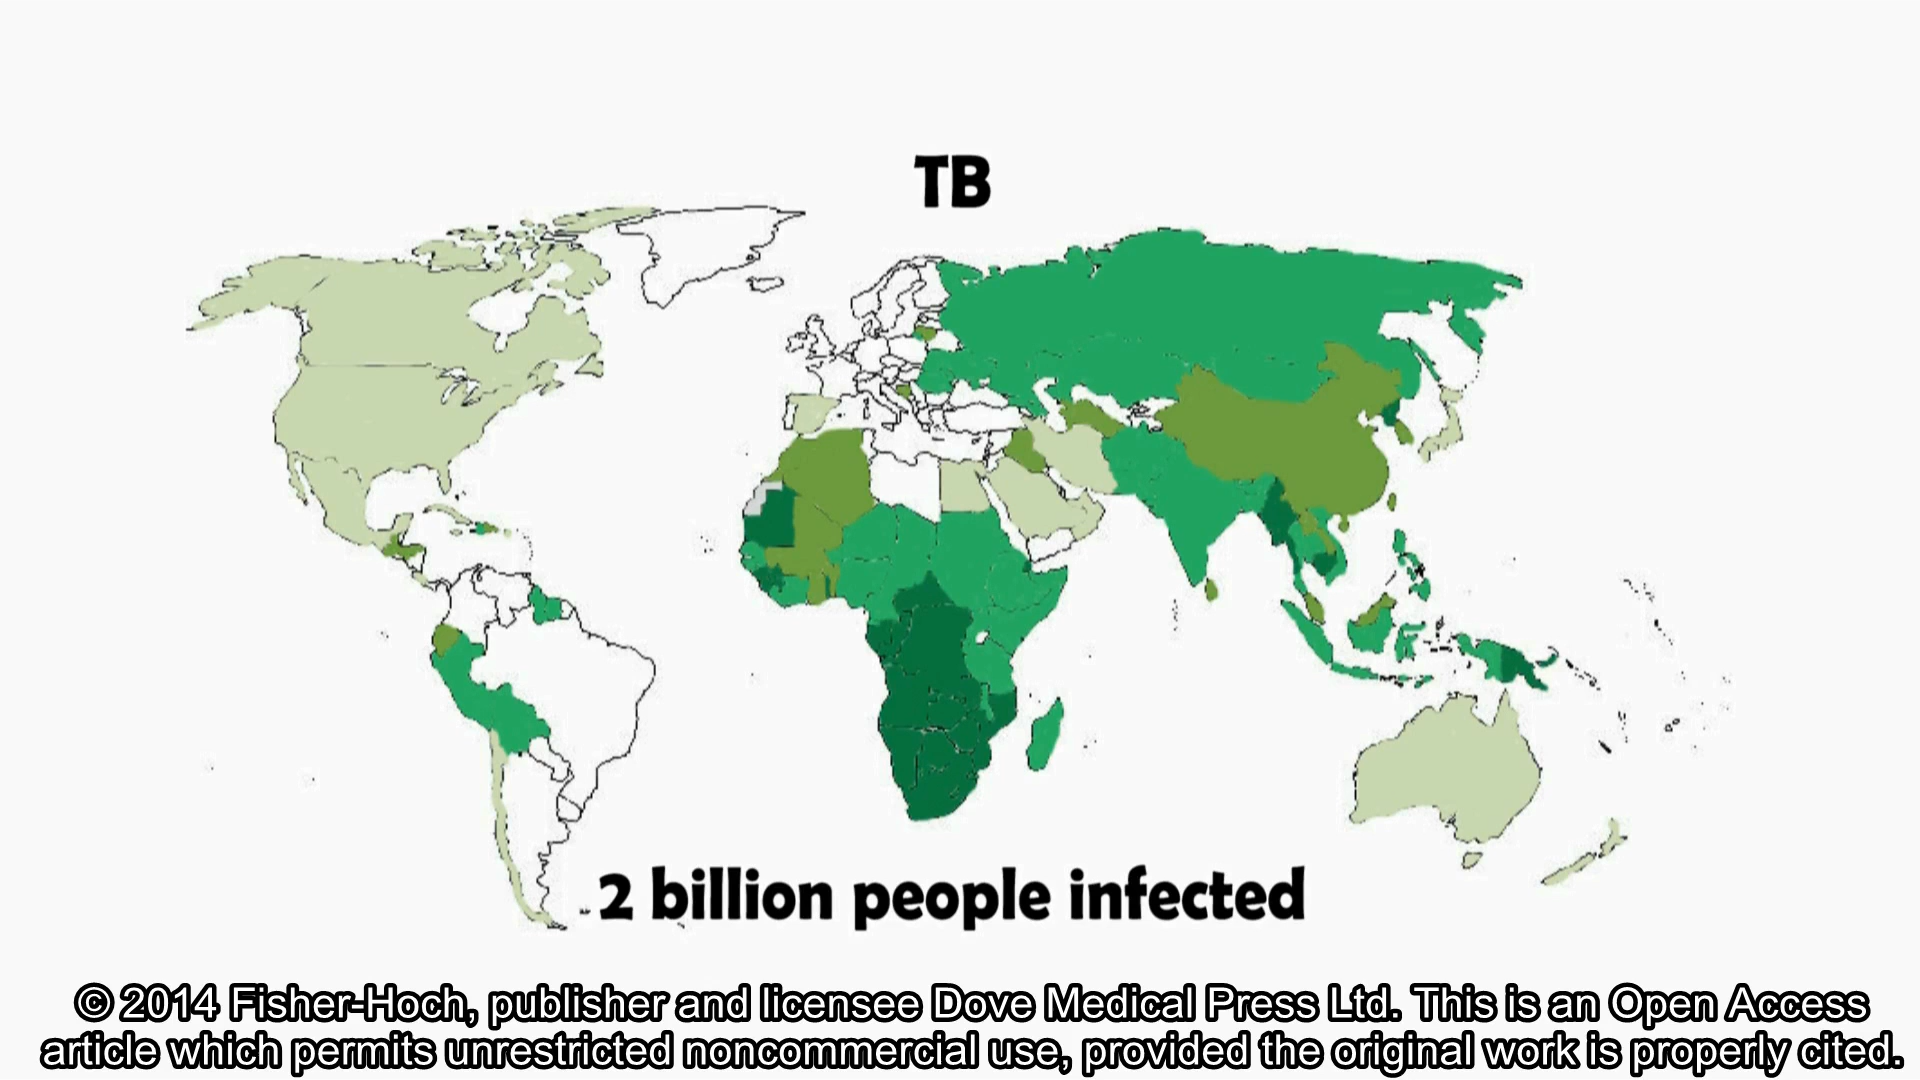 TB
2 billion people infected
© 2014 Fisher-Hoch, publisher and licensee Dove Medical Press Ltd. This is an Open Access
article which permits unrestricted noncommercial use, provided the original work is properly cited.